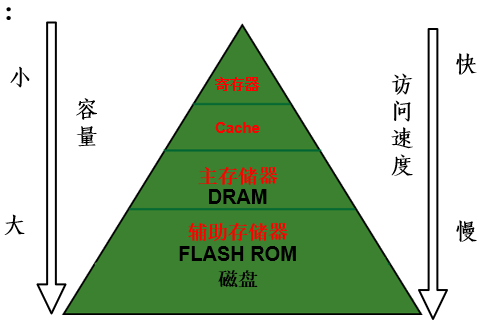 :
小
快
寄存器
容量
访问速度
Cache
主存储器
DRAM
大
慢
辅助存储器
FLASH ROM
磁盘